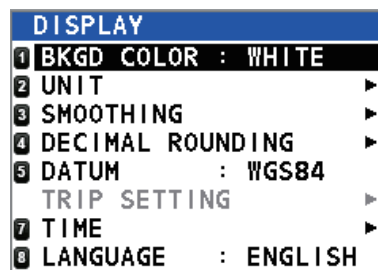 DISPLAY
1 BKGD COLOR : WHITE
2 UNIT ►
3 SMOOTHING ►
4 DECIMAL ROUNDING ►
5 DATUM : WGS84
TRIP SETTING ►
7 TIME ►
8 LANGUAGE : ENGLISH